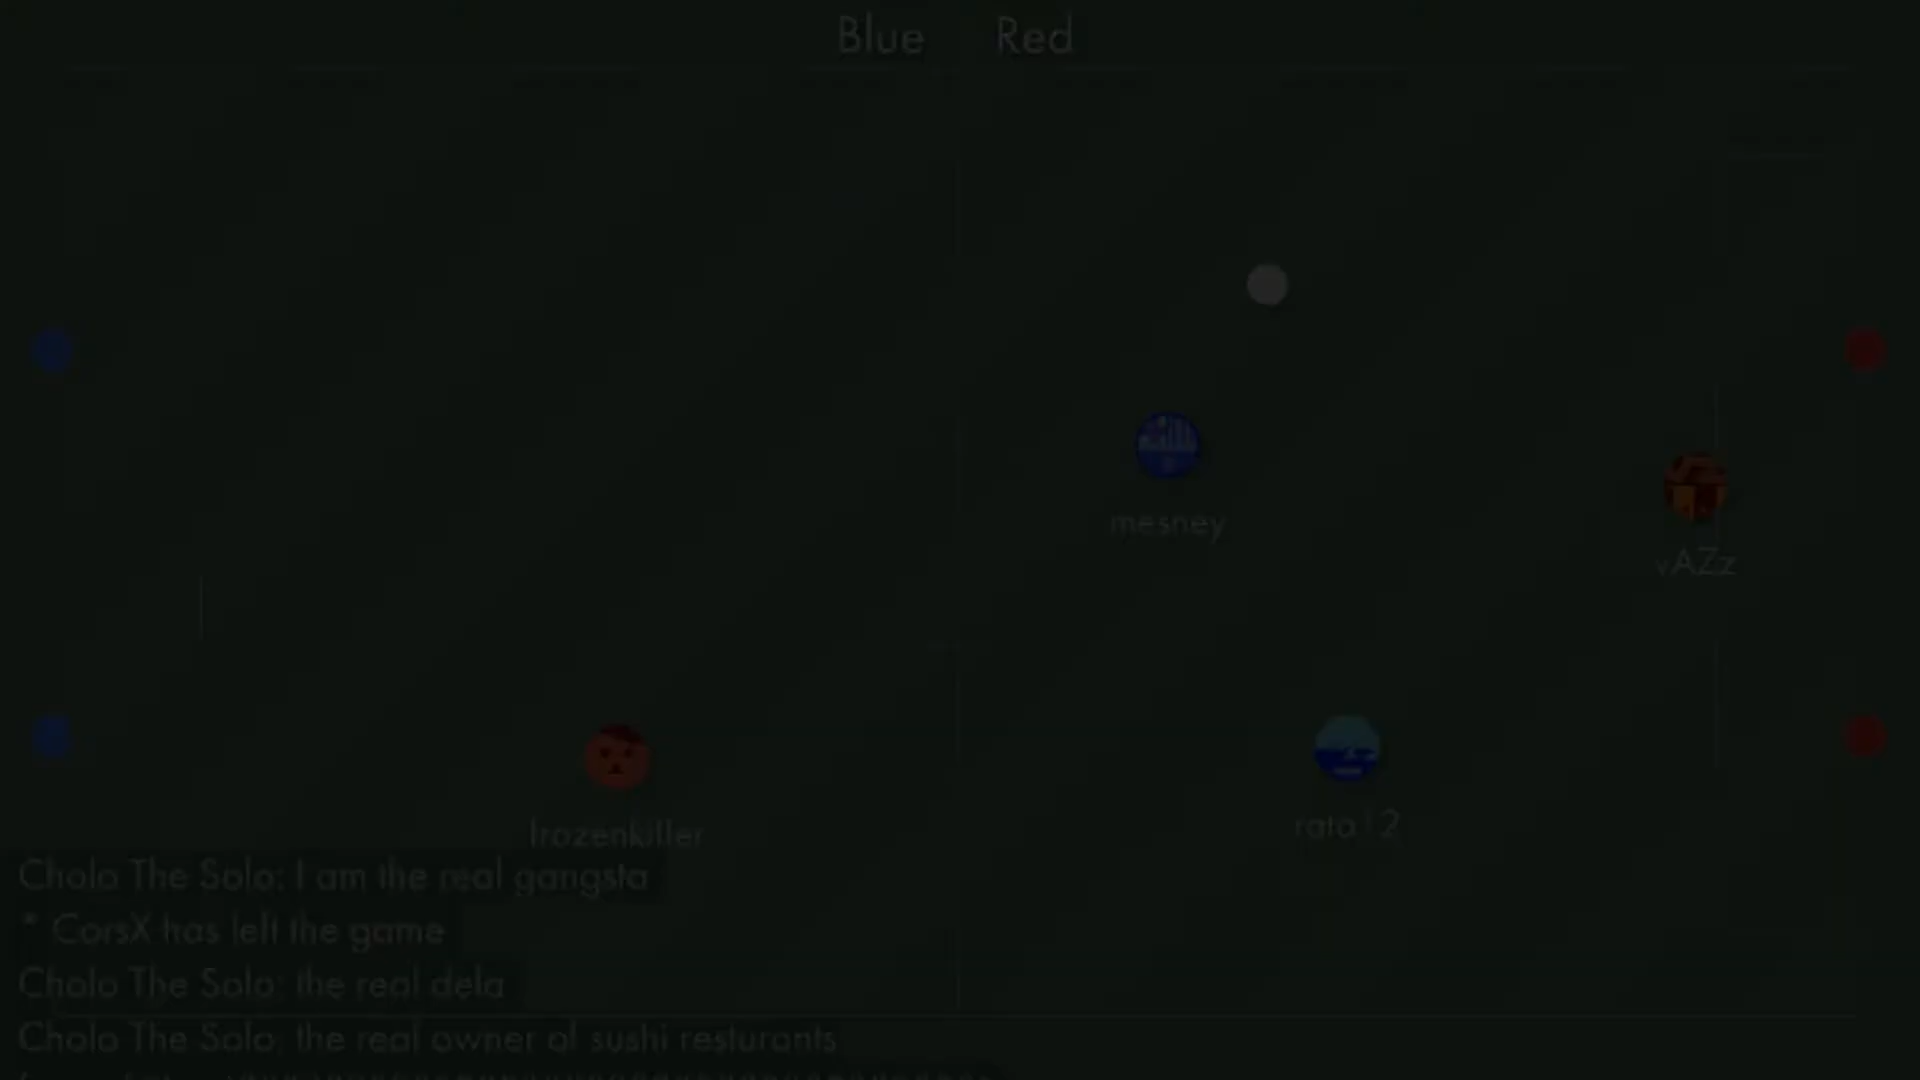 Blue Red
mesney
vAZz
frozenkiller
Cholo The Solo: I am the real gangsta
* CorsX has left the game
Cholo The Solo: the real dela
Cholo The Solo: the real owner of sushi resturants